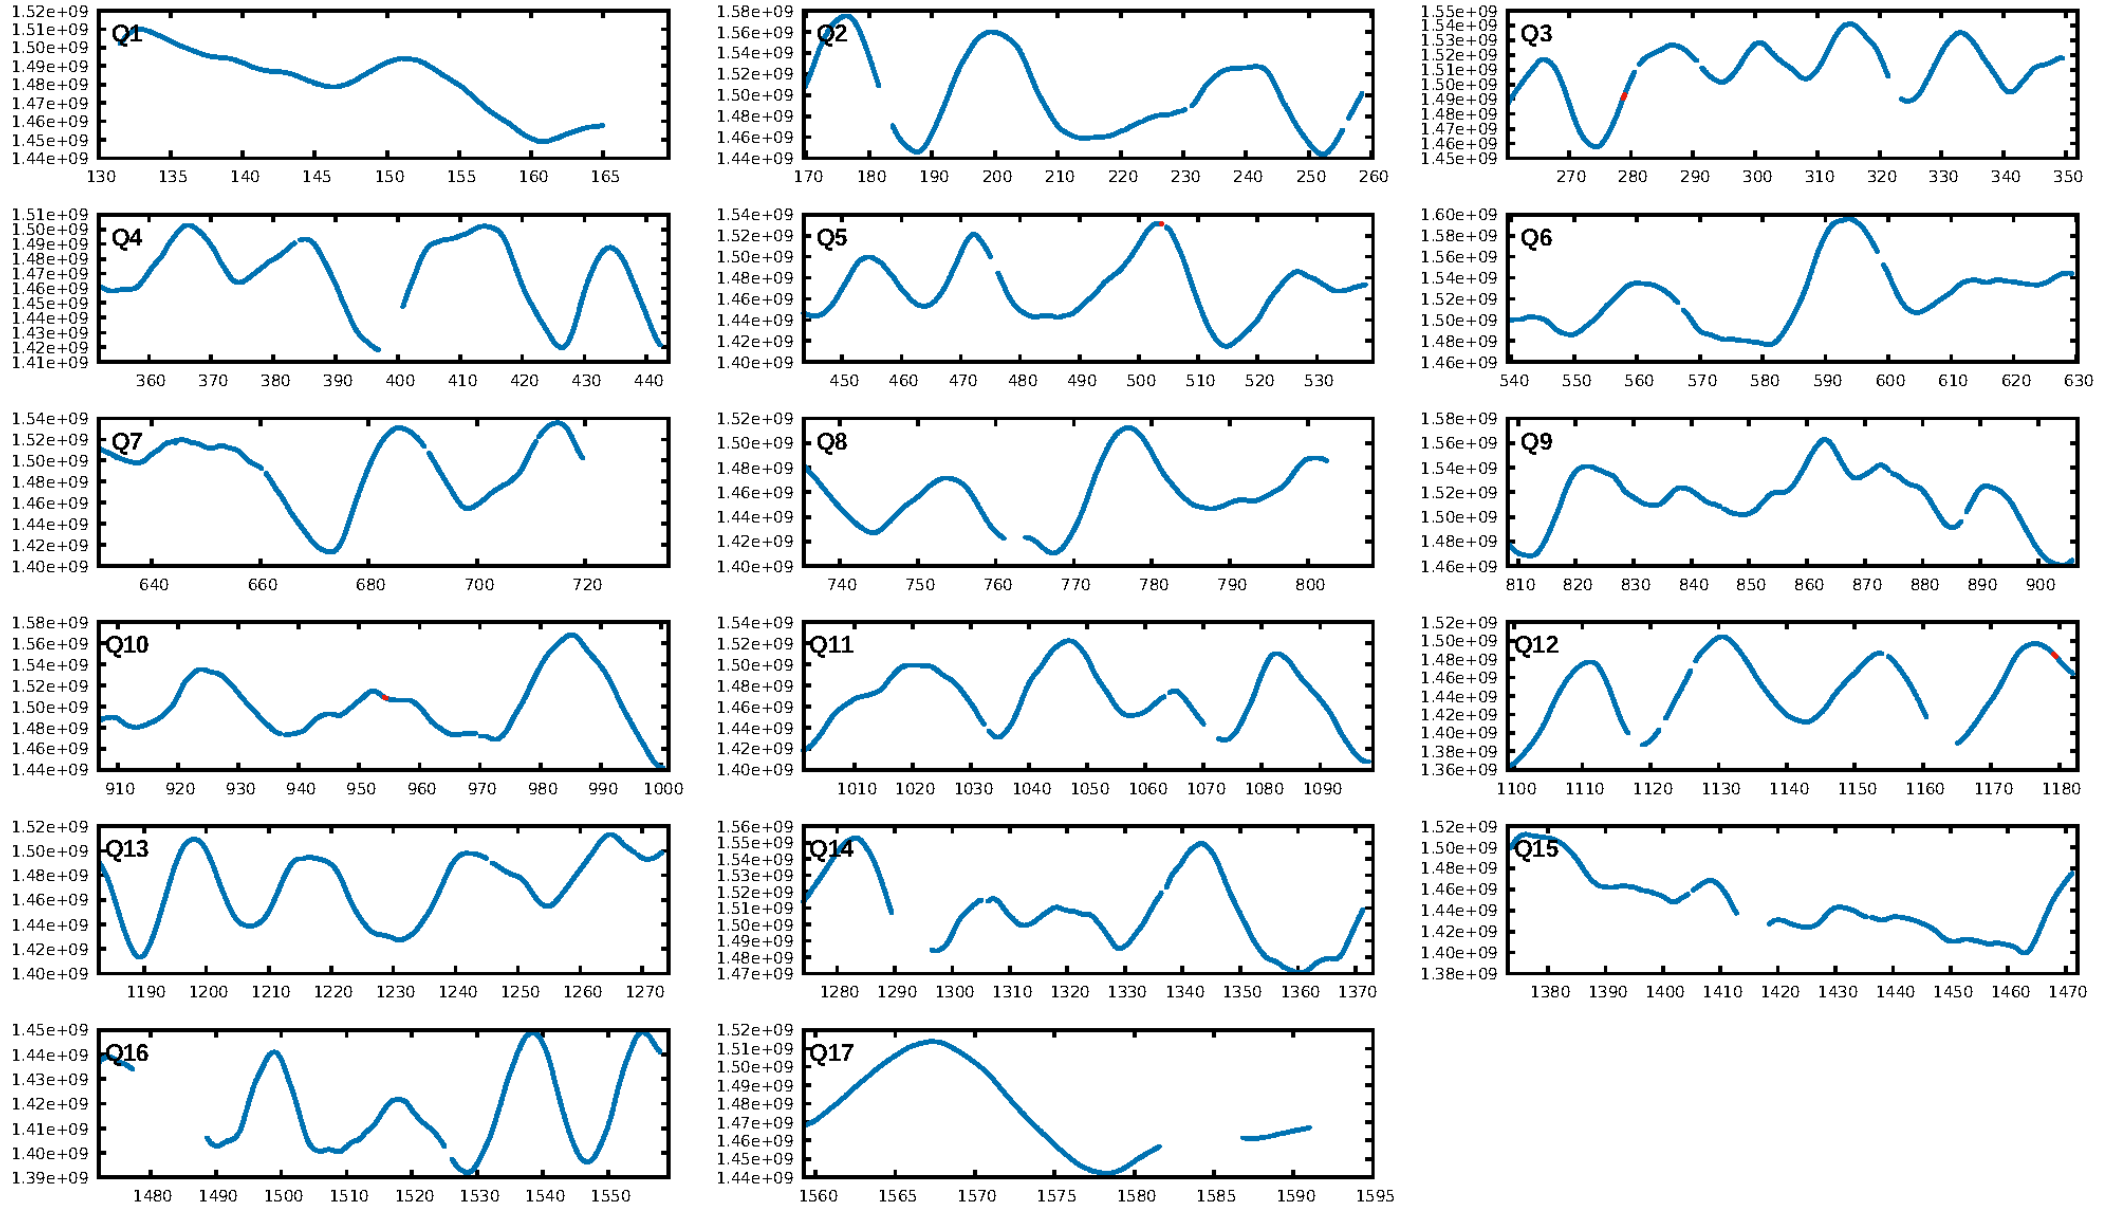 Q1
1.52e+09
1.51e+09
1.50e+09
1.49e+09
1.48e+09
1.47e+09
1.46e+09
1.45e+09
1.44e+09
130 135 140 145 150 155 160 165
Q2
1.58e+09
1.56e+09
1.54e+09
1.52e+09
1.50e+09
1.48e+09
1.46e+09
1.44e+09
170 180 190 200 210 220 230 240 250 260
Q3
1.55e+09
1.54e+09
1.53e+09
1.52e+09
1.51e+09
1.50e+09
1.49e+09
1.48e+09
1.47e+09
1.46e+09
1.45e+09
270 280 290 300 310 320 330 340 350
Q4
1.51e+09
1.50e+09
1.49e+09
1.48e+09
1.47e+09
1.46e+09
1.45e+09
1.44e+09
1.43e+09
1.42e+09
1.41e+09
360 370 380 390 400 410 420 430 440
Q5
1.54e+09
1.52e+09
1.50e+09
1.48e+09
1.46e+09
1.44e+09
1.42e+09
1.40e+09
450 460 470 480 490 500 510 520 530
Q6
1.60e+09
1.58e+09
1.56e+09
1.54e+09
1.52e+09
1.50e+09
1.48e+09
1.46e+09
540 550 560 570 580 590 600 610 620 630
Q7
1.54e+09
1.52e+09
1.50e+09
1.48e+09
1.46e+09
1.44e+09
1.42e+09
1.40e+09
640 660 680 700 720
Q8
1.52e+09
1.50e+09
1.48e+09
1.46e+09
1.44e+09
1.42e+09
1.40e+09
740 750 760 770 780 790 800
Q9
1.58e+09
1.56e+09
1.54e+09
1.52e+09
1.50e+09
1.48e+09
1.46e+09
810 820 830 840 850 860 870 880 890 900
Q10
1.58e+09
1.56e+09
1.54e+09
1.52e+09
1.50e+09
1.48e+09
1.46e+09
1.44e+09
910 920 930 940 950 960 970 980 990 1000
Q11
1.54e+09
1.52e+09
1.50e+09
1.48e+09
1.46e+09
1.44e+09
1.42e+09
1.40e+09
1010 1020 1030 1040 1050 1060 1070 1080 1090
Q12
1.52e+09
1.50e+09
1.48e+09
1.46e+09
1.44e+09
1.42e+09
1.40e+09
1.38e+09
1.36e+09
1100 1110 1120 1130 1140 1150 1160 1170 1180
Q13
1.52e+09
1.50e+09
1.48e+09
1.46e+09
1.44e+09
1.42e+09
1.40e+09
1190 1200 1210 1220 1230 1240 1250 1260 1270
Q14
1.56e+09
1.55e+09
1.54e+09
1.53e+09
1.52e+09
1.51e+09
1.50e+09
1.49e+09
1.48e+09
1.47e+09
1280 1290 1300 1310 1320 1330 1340 1350 1360 1370
Q15
1.52e+09
1.50e+09
1.48e+09
1.46e+09
1.44e+09
1.42e+09
1.40e+09
1.38e+09
1380 1390 1400 1410 1420 1430 1440 1450 1460 1470
Q16
1.45e+09
1.44e+09
1.43e+09
1.42e+09
1.41e+09
1.40e+09
1.39e+09
1480 1490 1500 1510 1520 1530 1540 1550
Q17
1.52e+09
1.51e+09
1.50e+09
1.49e+09
1.48e+09
1.47e+09
1.46e+09
1.45e+09
1.44e+09
1560 1565 1570 1575 1580 1585 1590 1595